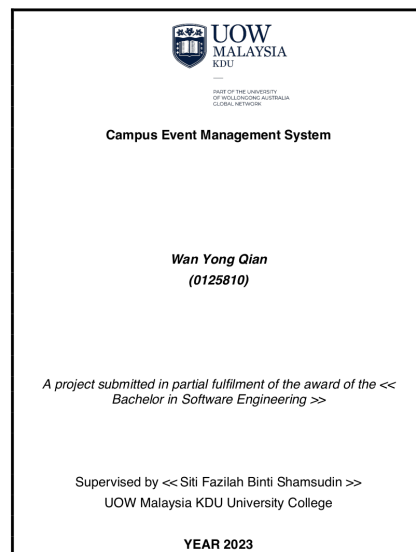 UOW
MALAYSIA
KDU
PART OF THE UNIVERSITY
OF WOLLONGONG AUSTRALIA
GLOBAL NETWORK
Campus Event Management System
Wan Yong Qian
(0125810)
A project submitted in partial fulfilment of the award of the <<
Bachelor in Software Engineering >>
Supervised by << Siti Fazilah Binti Shamsudin >>
UOW Malaysia KDU University College
YEAR 2023